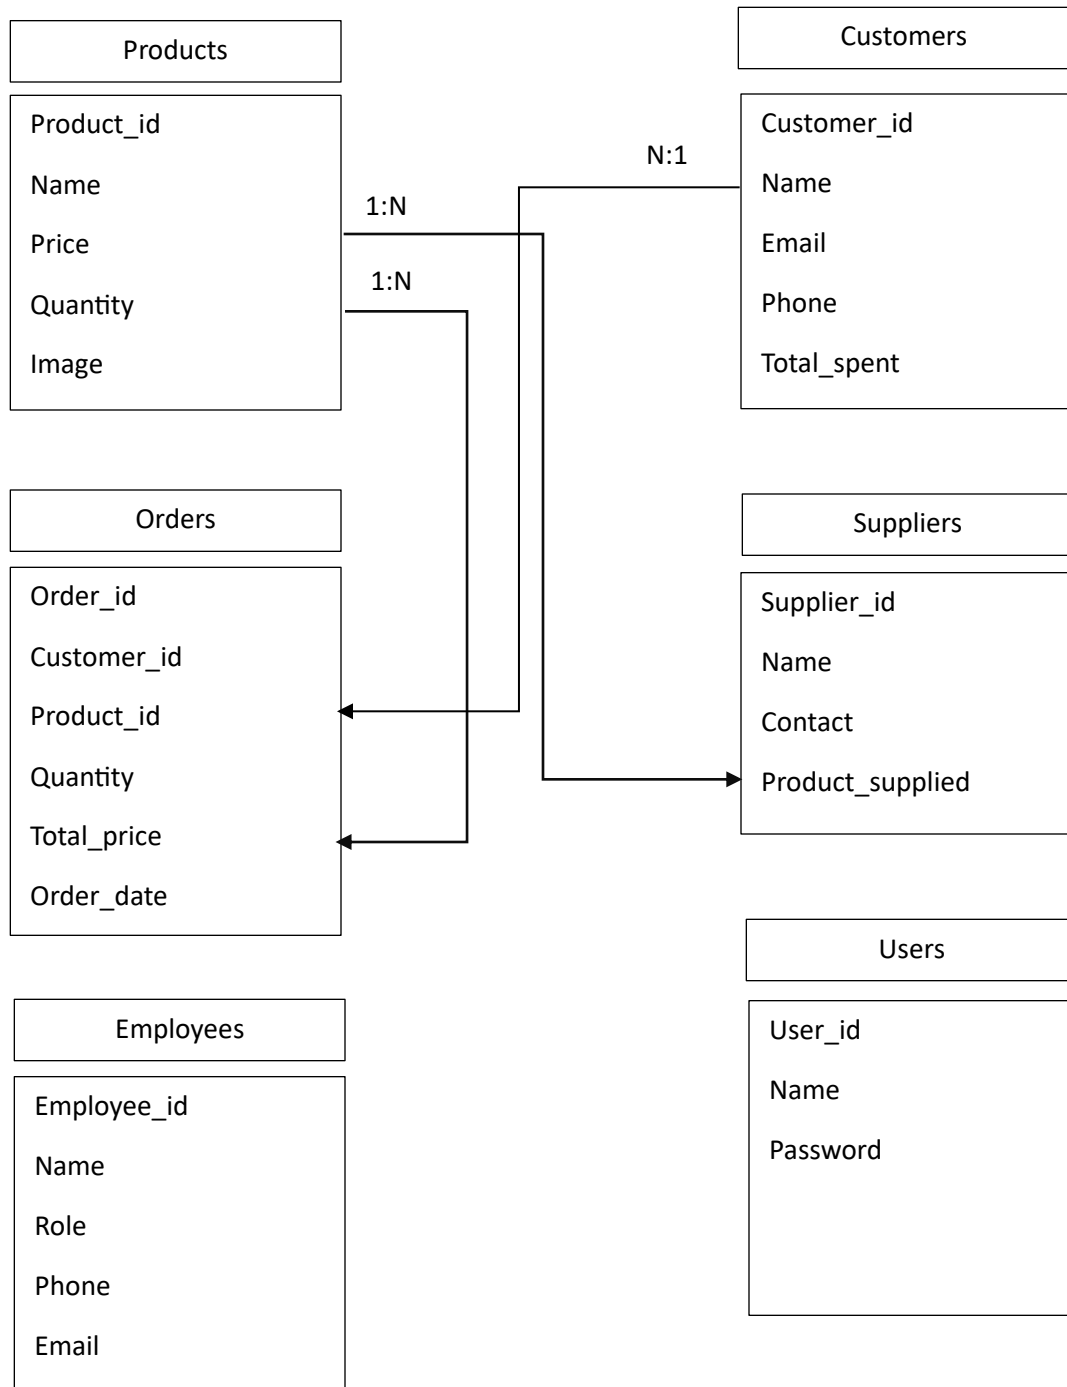 Products
Product_id
Name
Price
Quantity
Image
1:N
1:N
N:1
Customers
Customer_id
Name
Email
Phone
Total_spent
Orders
Order_id
Customer_id
Product_id
Quantity
Total_price
Order_date
Suppliers
Supplier_id
Name
Contact
Product_supplied
Employees
Employee_id
Name
Role
Phone
Email
Users
User_id
Name
Password